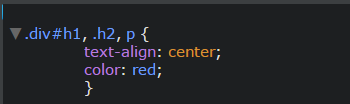 .div#h1, .h2, p {
text-align: center;
color: red;
}